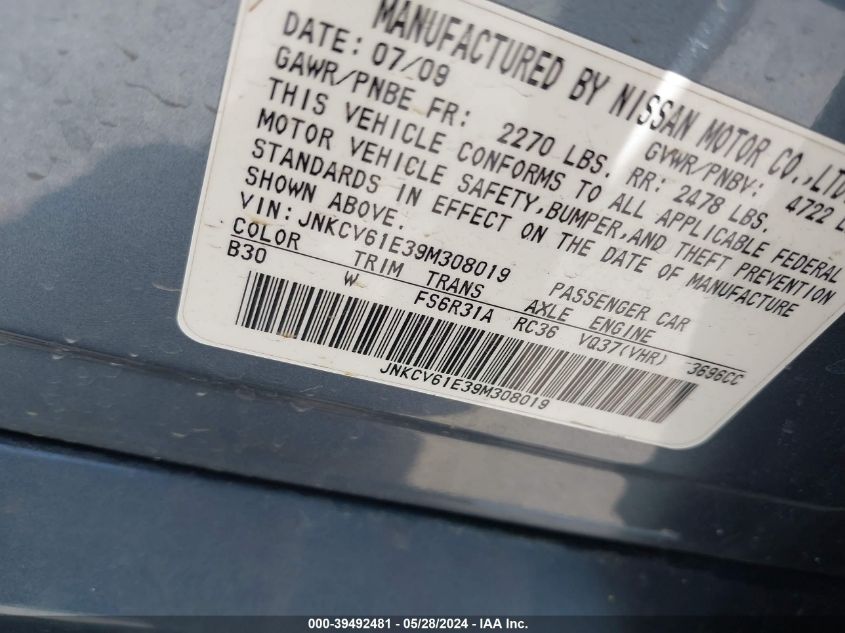 MANUFACTURED BY NISSAN MOTOR CO.,LTD.
DATE: 07/09 GVWR/PNBV: 4722
GAWR/PNBE FR: 2270 LBS. RR: 2478 LBS.
THIS VEHICLE CONFORMS TO ALL APPLICABLE FEDERAL
MOTOR VEHICLE SAFETY,BUMPER,AND THEFT PREVENTION
STANDARDS IN EFFECT ON THE DATE OF MANUFACTURE
SHOWN ABOVE.
VIN: JNKCV61E39M308019 PASSENGER CAR
COLOR TRIM TRANS AXLE ENGINE
B30 W FS6R31A RC36 VQ37(VHR) 3696CC
JNKCV61E39M308019
000-39492481 - 05/28/2024 - IAA Inc.